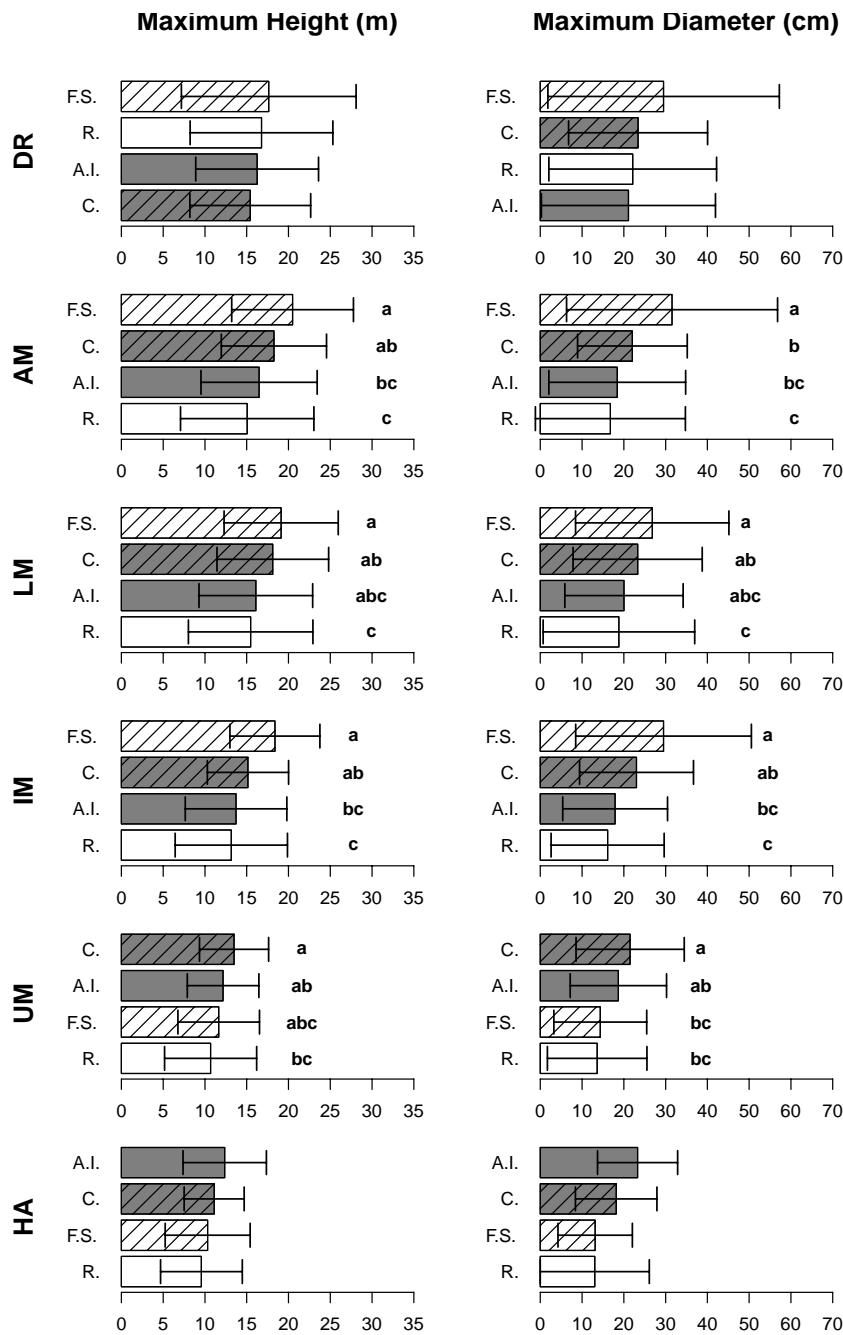 Maximum Height (m)
Maximum Diameter (cm)
DR
F.S.
R.
A.I.
C.
0 5 10 15 20 25 30 35
F.S.
C.
R.
A.I.
0 10 20 30 40 50 60 70
AM
F.S. a
C. ab
A.I. bc
R. c
0 5 10 15 20 25 30 35
F.S. a
C. b
A.I. bc
R. c
0 10 20 30 40 50 60 70
LM
F.S. a
C. ab
A.I. abc
R. c
0 5 10 15 20 25 30 35
F.S. a
C. ab
A.I. abc
R. c
0 10 20 30 40 50 60 70
IM
F.S. a
C. ab
A.I. bc
R. c
0 5 10 15 20 25 30 35
F.S. a
C. ab
A.I. bc
R. c
0 10 20 30 40 50 60 70
UM
C. a
A.I. ab
F.S. abc
R. bc
0 5 10 15 20 25 30 35
C. a
A.I. ab
F.S. bc
R. bc
0 10 20 30 40 50 60 70
HA
A.I.
C.
F.S.
R.
0 5 10 15 20 25 30 35
A.I.
C.
F.S.
R.
0 10 20 30 40 50 60 70